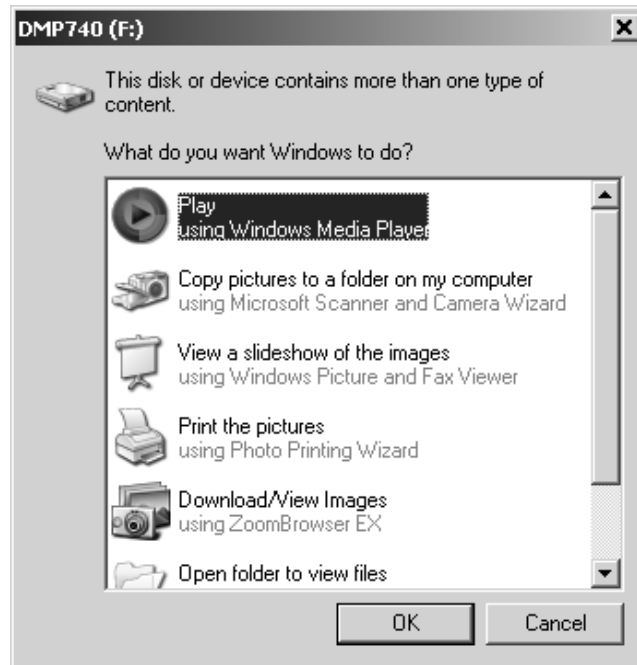 DMP740 (F:)
This disk or device contains more than one type of
content.
What do you want Windows to do?
Play
using Windows Media Player
Copy pictures to a folder on my computer
using Microsoft Scanner and Camera Wizard
View a slideshow of the images
using Windows Picture and Fax Viewer
Print the pictures
using Photo Printing Wizard
Download/View Images
using ZoomBrowser EX
Open folder to view files
OK
Cancel